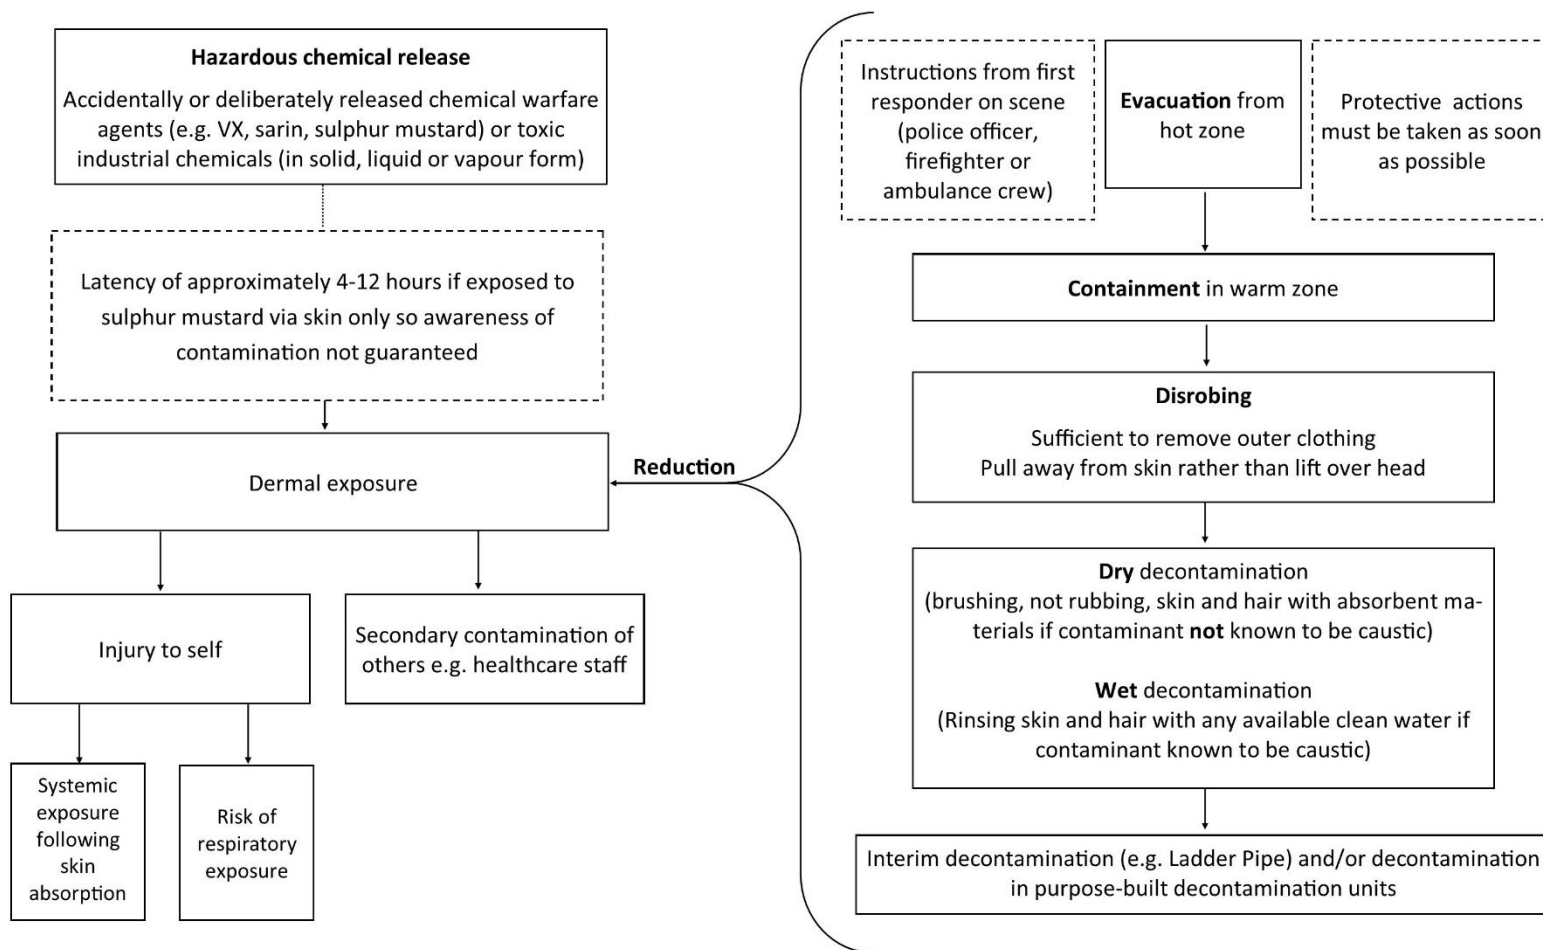 Hazardous chemical release
Accidentally or deliberately released chemical warfare
agents (e.g. VX, sarin, sulphur mustard) or toxic
industrial chemicals (in solid, liquid or vapour form)
Latency of approximately 4-12 hours if exposed to
sulphur mustard via skin only so awareness of
contamination not guaranteed
Dermal exposure
Injury to self
Secondary contamination of
others e.g. healthcare staff
Systemic
exposure
following
skin
absorption
Risk of
respiratory
exposure
Reduction
Instructions from first
responder on scene
(police officer,
firefighter or
ambulance crew)
Evacuation from
hot zone
Protective actions
must be taken as soon
as possible
Containment in warm zone
Disrobing
Sufficient to remove outer clothing
Pull away from skin rather than lift over head
Dry decontamination
(brushing, not rubbing, skin and hair with absorbent ma-
terials if contaminant not known to be caustic)
Wet decontamination
(Rinsing skin and hair with any available clean water if
contaminant known to be caustic)
Interim decontamination (e.g. Ladder Pipe) and/or decontamination
in purpose-built decontamination units